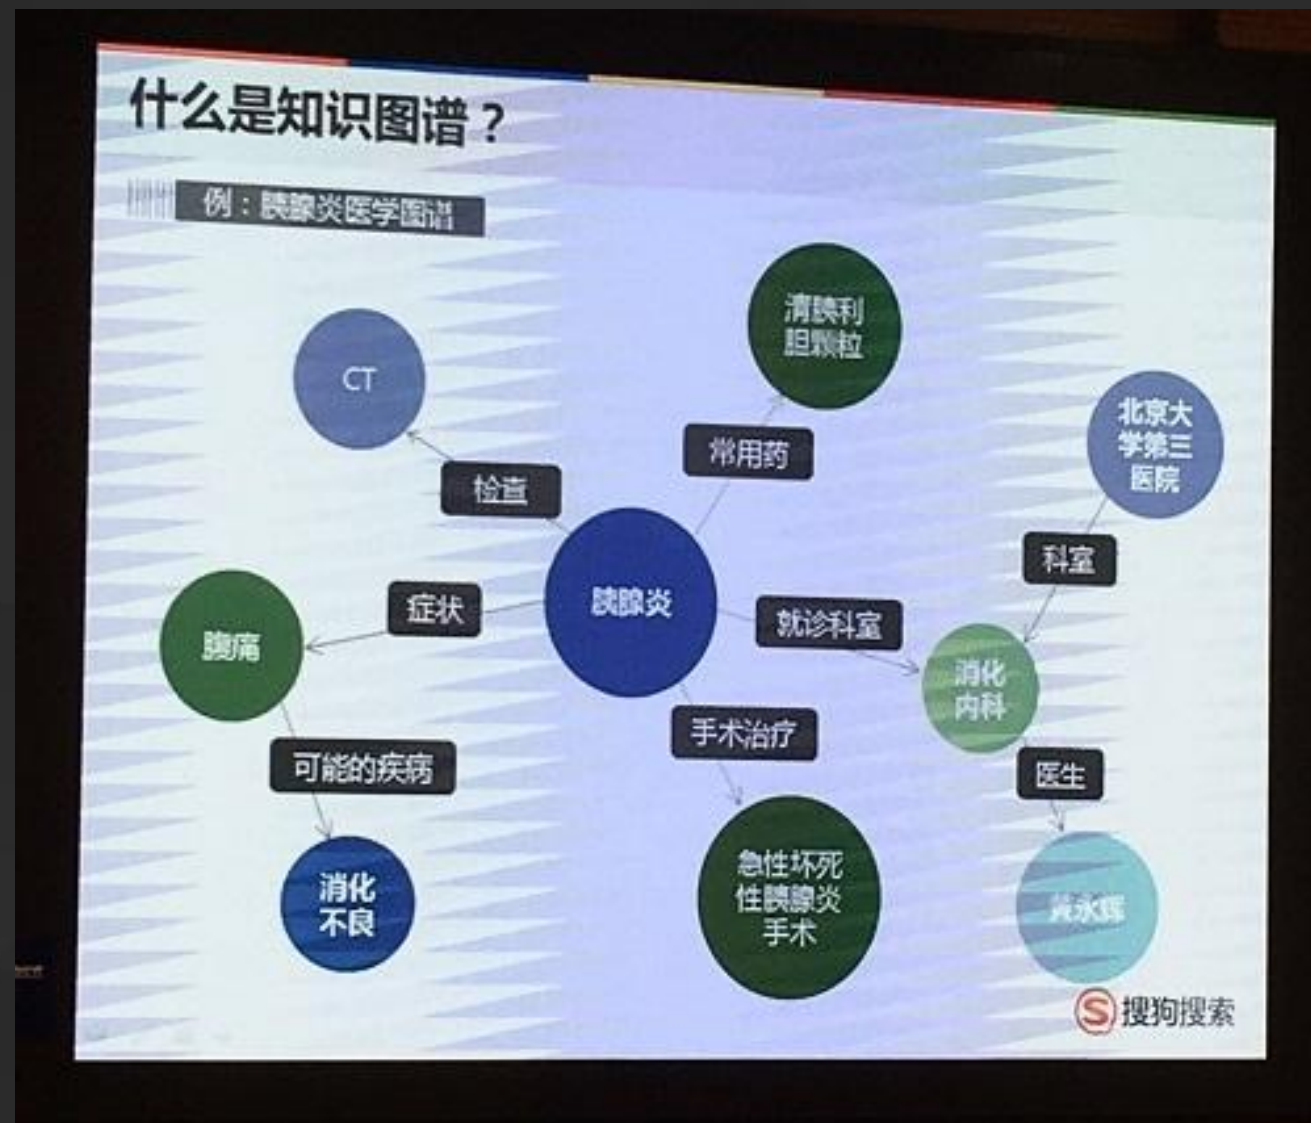 什么是知识图谱？
例：胰腺炎医学图谱
清胰利
胆颗粒
CT
北京大
学第三
医院
常用药
检查
科室
胰腺炎
症状
就诊科室
腹痛
消化
内科
手术治疗
可能的疾病
医生
急性坏死
性胰腺炎
手术
消化
不良
黄永辉
搜狗搜索